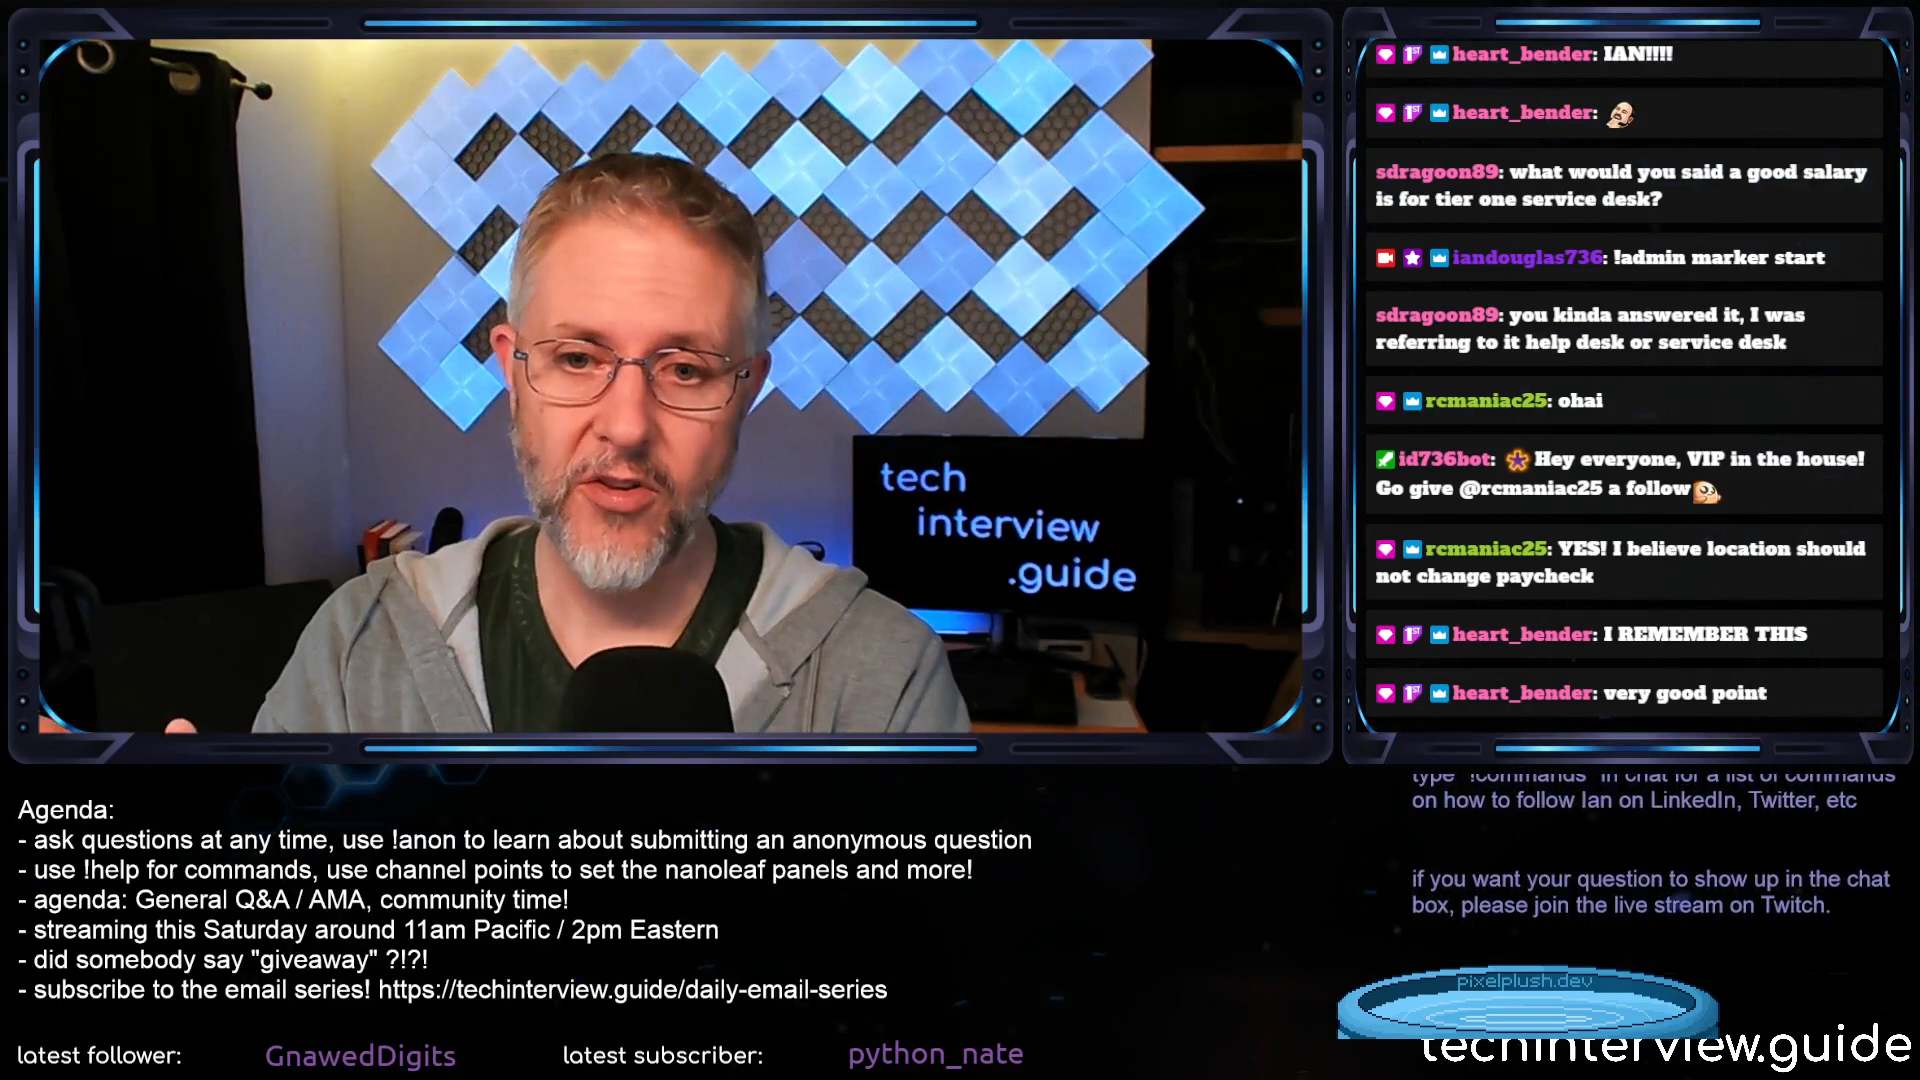 heart_bender: IAN!!!!
heart_bender:
sdragoon89: what would you said a good salary
is for tier one service desk?
iandouglas736: !admin marker start
sdragoon89: you kinda answered it, I was
referring to it help desk or service desk
rcmaniac25: ohai
id736bot: Hey everyone, VIP in the house!
Go give @rcmaniac25 a follow
rcmaniac25: YES! I believe location should
not change paycheck
heart_bender: I REMEMBER THIS
heart_bender: very good point
tech
interview
.guide
type "!commands" in chat for a list of commands
on how to follow Ian on LinkedIn, Twitter, etc
if you want your question to show up in the chat
box, please join the live stream on Twitch.
Agenda:
- ask questions at any time, use !anon to learn about submitting an anonymous question
- use !help for commands, use channel points to set the nanoleaf panels and more!
- agenda: General Q&A / AMA, community time!
- streaming this Saturday around 11am Pacific / 2pm Eastern
- did somebody say "giveaway" ?!?!
- subscribe to the email series! https://techinterview.guide/daily-email-series
latest follower: GnawedDigits latest subscriber: python_nate
pixelplush.dev
techinterview.guide